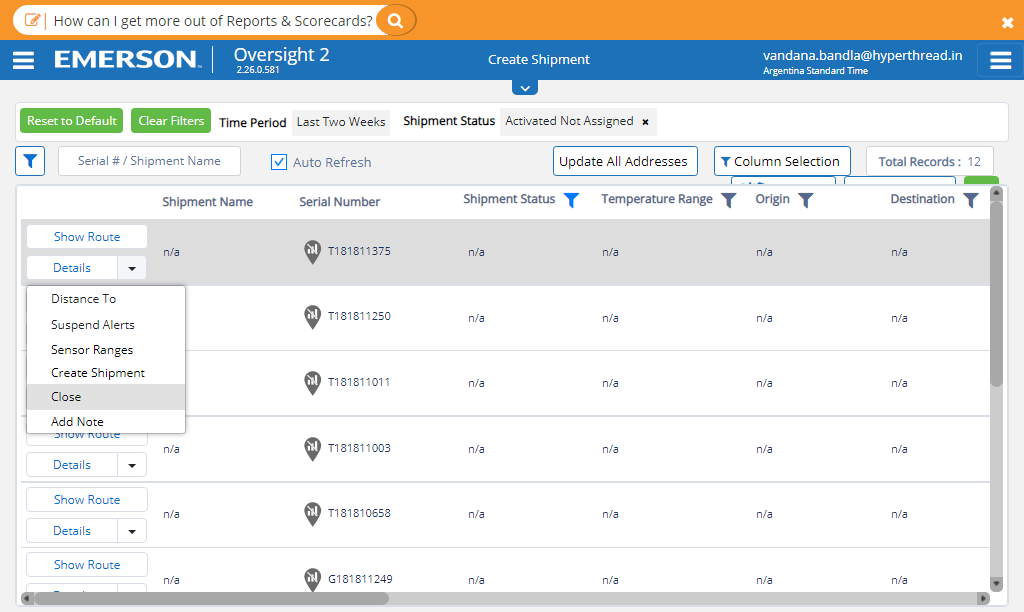 How can I get more out of Reports & Scorecards?
EMERSON.
Oversight 2
2.26.0.581
Create Shipment
vandana.bandla@hyperthread.in
Argentina Standard Time
Reset to Default
Clear Filters
Time Period
Last Two Weeks
Shipment Status
Activated Not Assigned ×
Serial # / Shipment Name
Auto Refresh
Update All Addresses
Column Selection
Total Records : 12
Shipment Name
Serial Number
Shipment Status
Temperature Range
Origin
Destination
Show Route
Details
n/a
T181811375
n/a
n/a
n/a
n/a
Distance To
Suspend Alerts
Sensor Ranges
Create Shipment
Close
Add Note
T181811250
n/a
n/a
n/a
n/a
T181811011
n/a
n/a
n/a
n/a
Show Route
Details
n/a
T181811003
n/a
n/a
n/a
n/a
Show Route
Details
n/a
T181810658
n/a
n/a
n/a
n/a
Show Route
n/a
G181811249
n/a
n/a
n/a
n/a